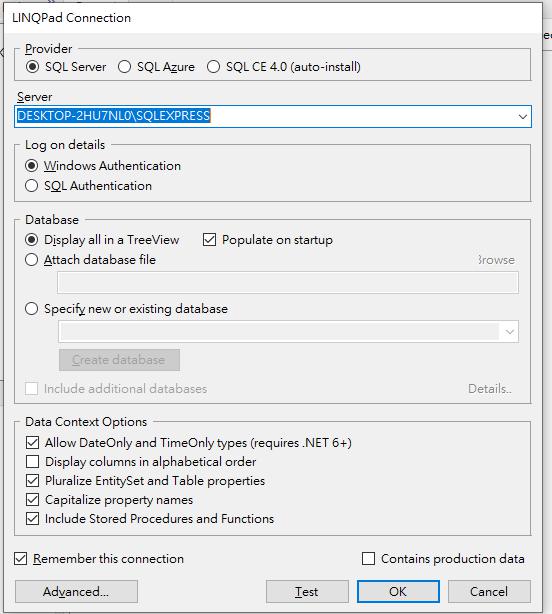 LINQPad Connection
Provider
SQL Server SQL Azure SQL CE 4.0 (auto-install)
Server
DESKTOP-2HU7NL0\SQLEXPRESS
Log on details
Windows Authentication
SQL Authentication
Database
Display all in a TreeView Populate on startup
Attach database file Browse
Specify new or existing database
Create database
Include additional databases Details..
Data Context Options
Allow DateOnly and TimeOnly types (requires .NET 6+)
Display columns in alphabetical order
Pluralize EntitySet and Table properties
Capitalize property names
Include Stored Procedures and Functions
Remember this connection Contains production data
Advanced... Test OK Cancel